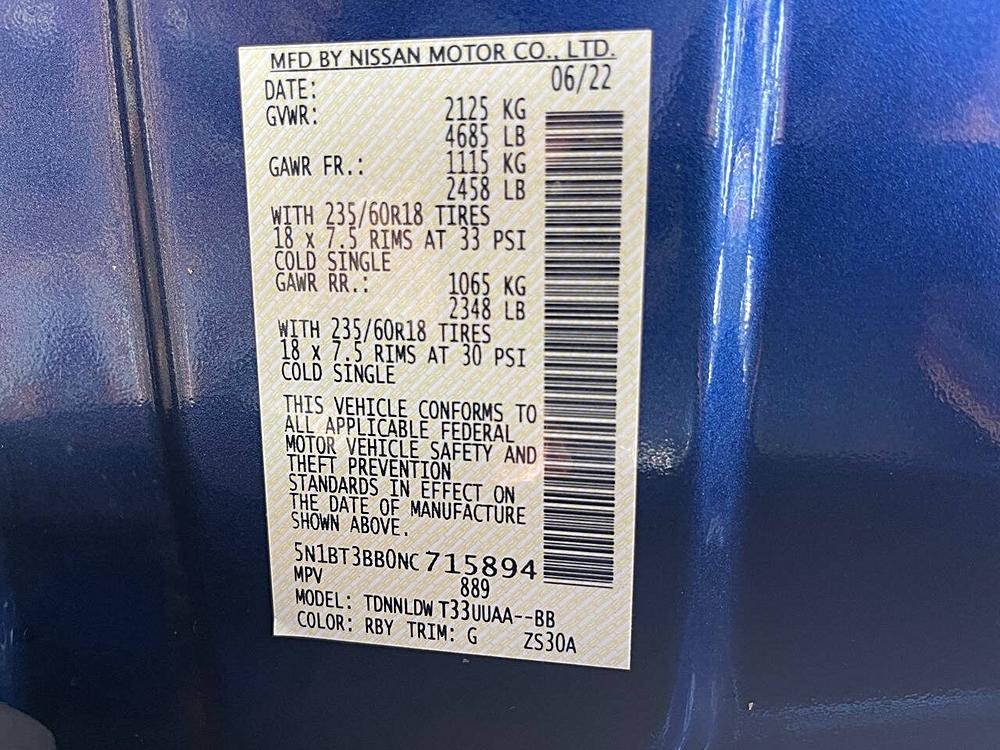 MFD BY NISSAN MOTOR CO., LTD.
DATE: 06/22
GVWR: 2125 KG
4685 LB
GAWR FR.: 1115 KG
2458 LB
WITH 235/60R18 TIRES
18 x 7.5 RIMS AT 33 PSI
COLD SINGLE
GAWR RR.: 1065 KG
2348 LB
WITH 235/60R18 TIRES
18 x 7.5 RIMS AT 30 PSI
COLD SINGLE
THIS VEHICLE CONFORMS TO
ALL APPLICABLE FEDERAL
MOTOR VEHICLE SAFETY AND
THEFT PREVENTION
STANDARDS IN EFFECT ON
THE DATE OF MANUFACTURE
SHOWN ABOVE.
5N1BT3BB0NC715894
MPV 889
MODEL: TDNNLDWT33UUAA--BB
COLOR: RBY TRIM: G ZS30A